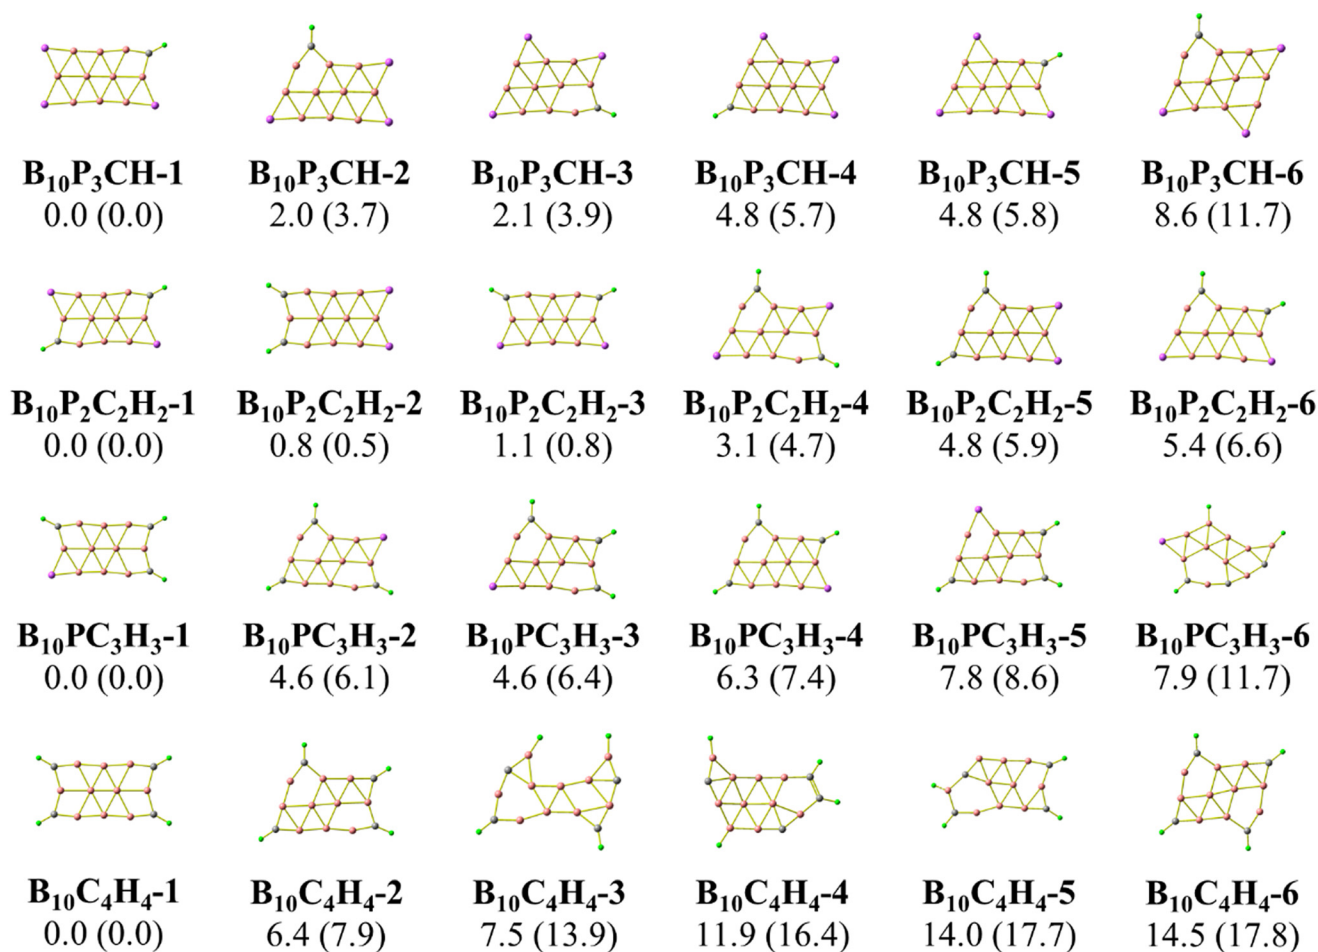 B₁₀P₃CH-1 B₁₀P₃CH-2 B₁₀P₃CH-3 B₁₀P₃CH-4 B₁₀P₃CH-5 B₁₀P₃CH-6
0.0 (0.0) 2.0 (3.7) 2.1 (3.9) 4.8 (5.7) 4.8 (5.8) 8.6 (11.7)
B₁₀P₂C₂H₂-1 B₁₀P₂C₂H₂-2 B₁₀P₂C₂H₂-3 B₁₀P₂C₂H₂-4 B₁₀P₂C₂H₂-5 B₁₀P₂C₂H₂-6
0.0 (0.0) 0.8 (0.5) 1.1 (0.8) 3.1 (4.7) 4.8 (5.9) 5.4 (6.6)
B₁₀PC₃H₃-1 B₁₀PC₃H₃-2 B₁₀PC₃H₃-3 B₁₀PC₃H₃-4 B₁₀PC₃H₃-5 B₁₀PC₃H₃-6
0.0 (0.0) 4.6 (6.1) 4.6 (6.4) 6.3 (7.4) 7.8 (8.6) 7.9 (11.7)
B₁₀C₄H₄-1 B₁₀C₄H₄-2 B₁₀C₄H₄-3 B₁₀C₄H₄-4 B₁₀C₄H₄-5 B₁₀C₄H₄-6
0.0 (0.0) 6.4 (7.9) 7.5 (13.9) 11.9 (16.4) 14.0 (17.7) 14.5 (17.8)